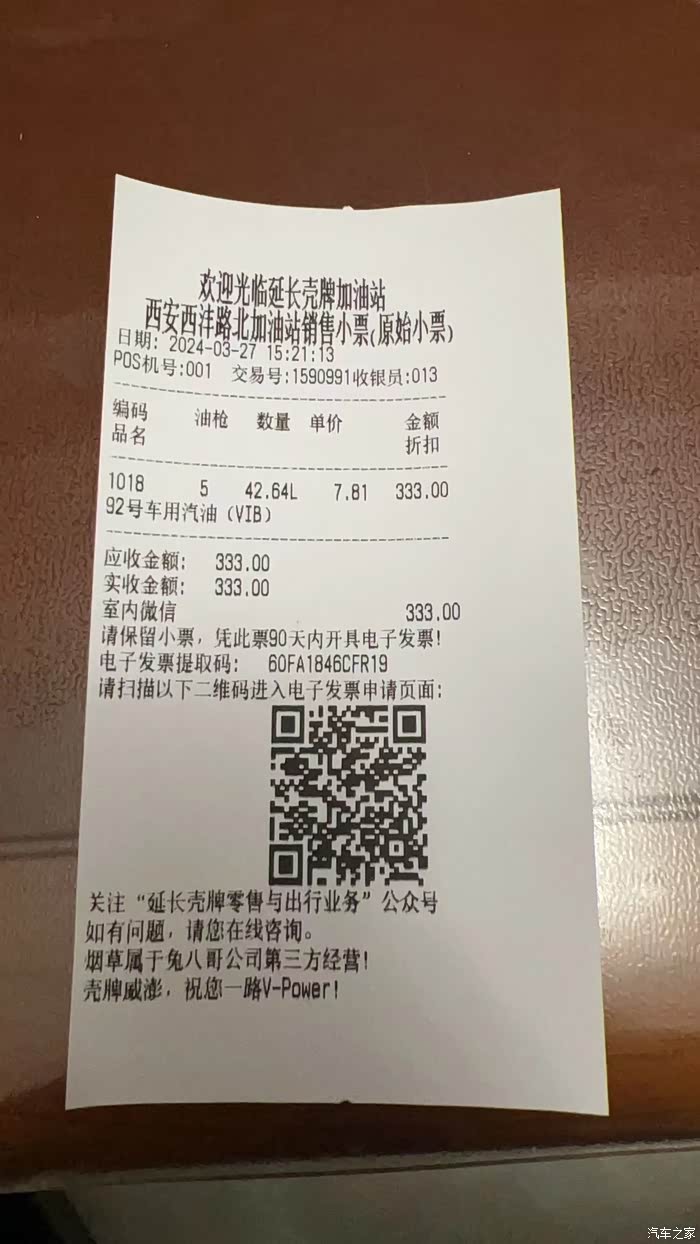 欢迎光临延长壳牌加油站
西安西沣路北加油站销售小票(原始小票)
日期: 2024-03-27 15:21:13
POS机号:001 交易号:1590991收银员:013
编码 油枪 数量 单价 金额
品名 折扣
1018 5 42.64L 7.81 333.00
92号车用汽油(VIB)
应收金额: 333.00
实收金额: 333.00
室内微信 333.00
请保留小票, 凭此票90天内开具电子发票!
电子发票提取码: 60FA1846CFR19
请扫描以下二维码进入电子发票申请页面:
关注“延长壳牌零售与出行业务”公众号
如有问题, 请您在线咨询。
烟草属于兔八哥公司第三方经营!
壳牌威澎, 祝您一路V-Power!
汽车之家